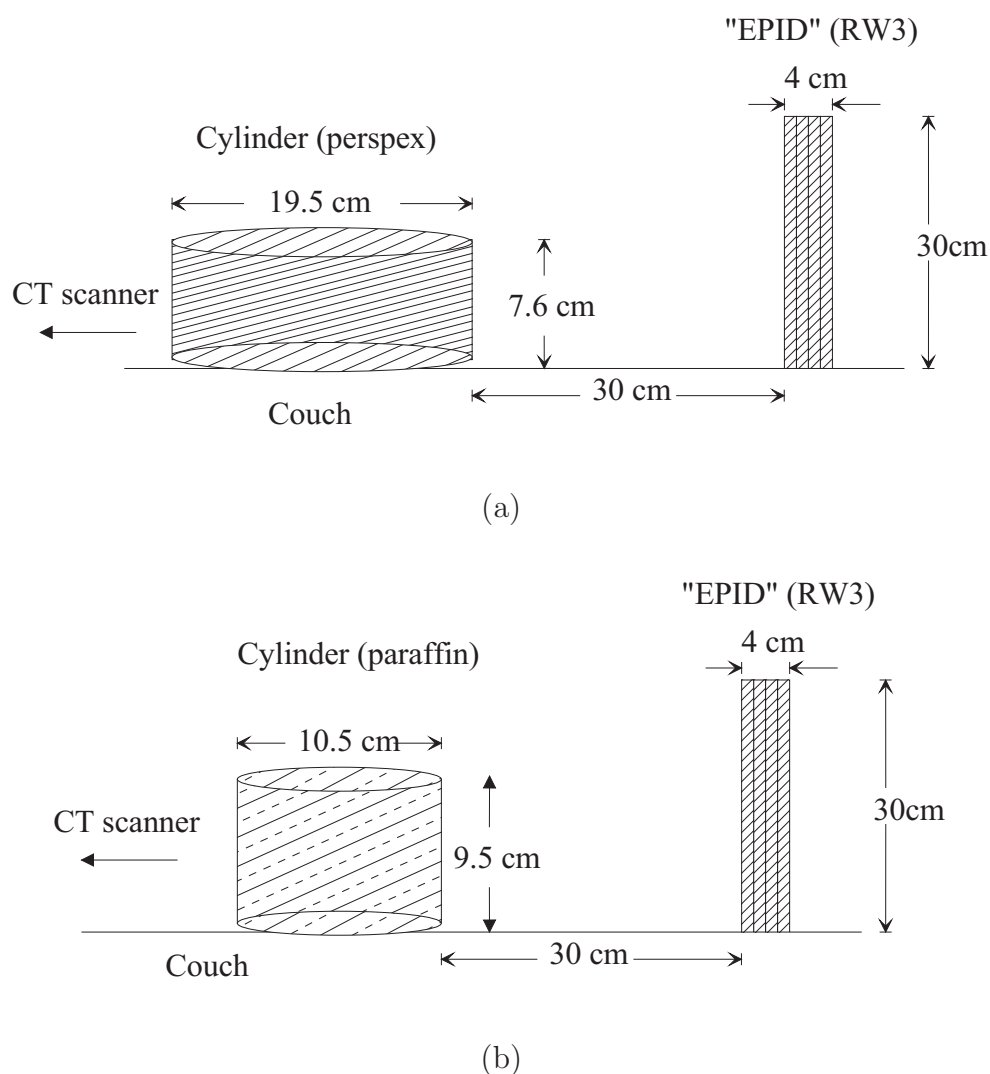 "EPID" (RW3)
4 cm
Cylinder (perspex)
19.5 cm
30cm
CT scanner
7.6 cm
30 cm
Couch
(a)
"EPID" (RW3)
4 cm
Cylinder (paraffin)
10.5 cm
30cm
CT scanner
9.5 cm
30 cm
Couch
(b)